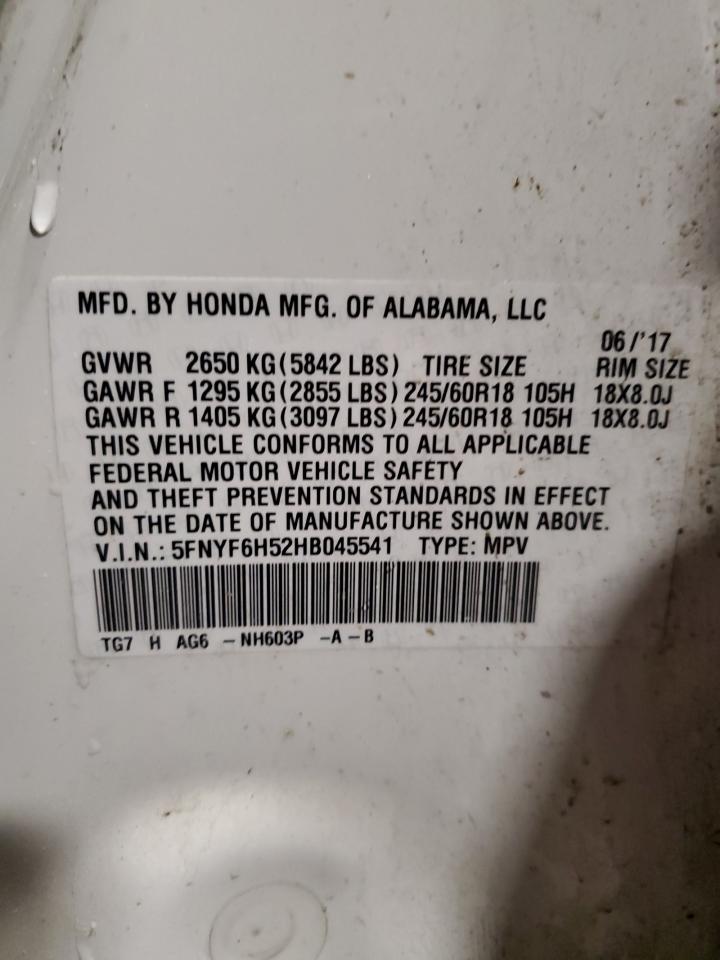 MFD. BY HONDA MFG. OF ALABAMA, LLC
06/'17
GVWR 2650 KG(5842 LBS) TIRE SIZE RIM SIZE
GAWR F 1295 KG(2855 LBS) 245/60R18 105H 18X8.0J
GAWR R 1405 KG(3097 LBS) 245/60R18 105H 18X8.0J
THIS VEHICLE CONFORMS TO ALL APPLICABLE
FEDERAL MOTOR VEHICLE SAFETY
AND THEFT PREVENTION STANDARDS IN EFFECT
ON THE DATE OF MANUFACTURE SHOWN ABOVE.
V.I.N.: 5FNYF6H52HB045541 TYPE: MPV
TG7 H AG6 -NH603P -A-B